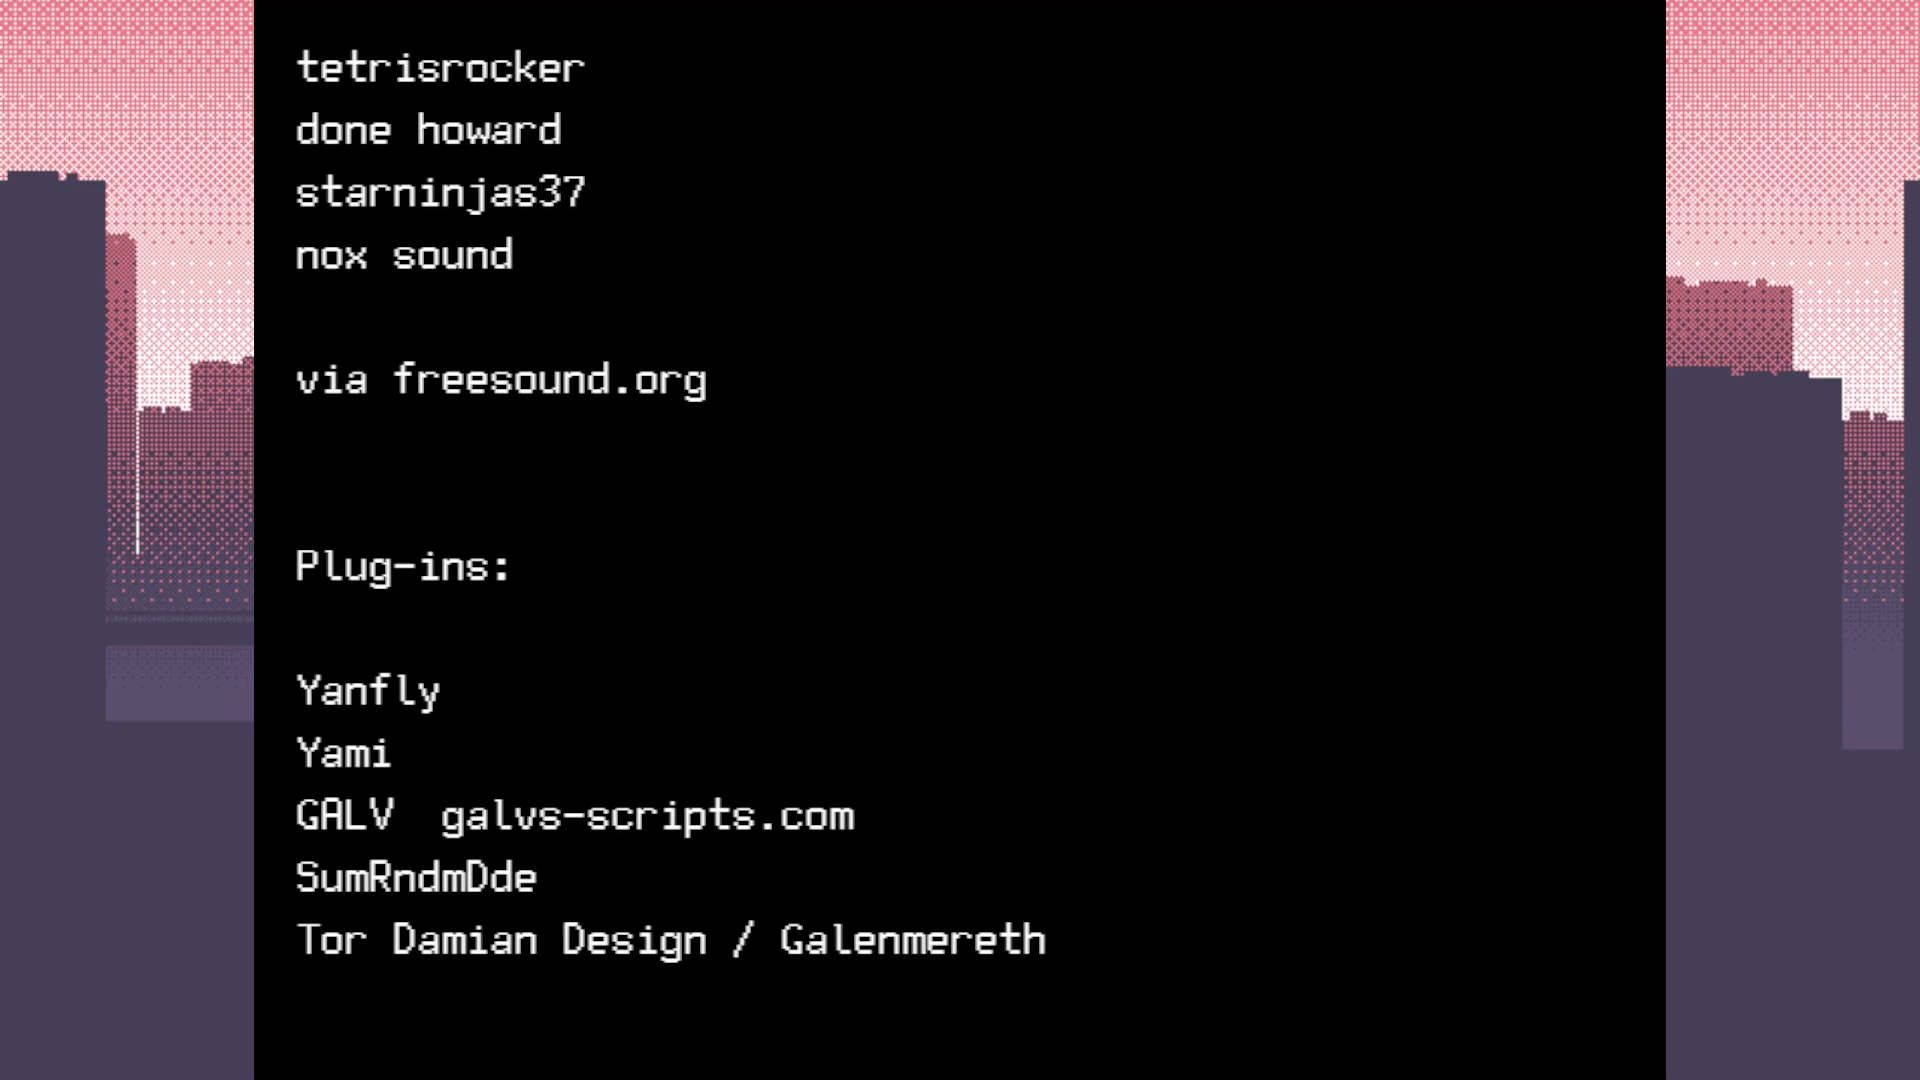 tetrisrocker
done howard
starninjas37
nox sound
via freesound.org
Plug-ins:
Yanfly
Yami
GALV  galvs-scripts.com
SumRndmDde
Tor Damian Design / Galenmereth